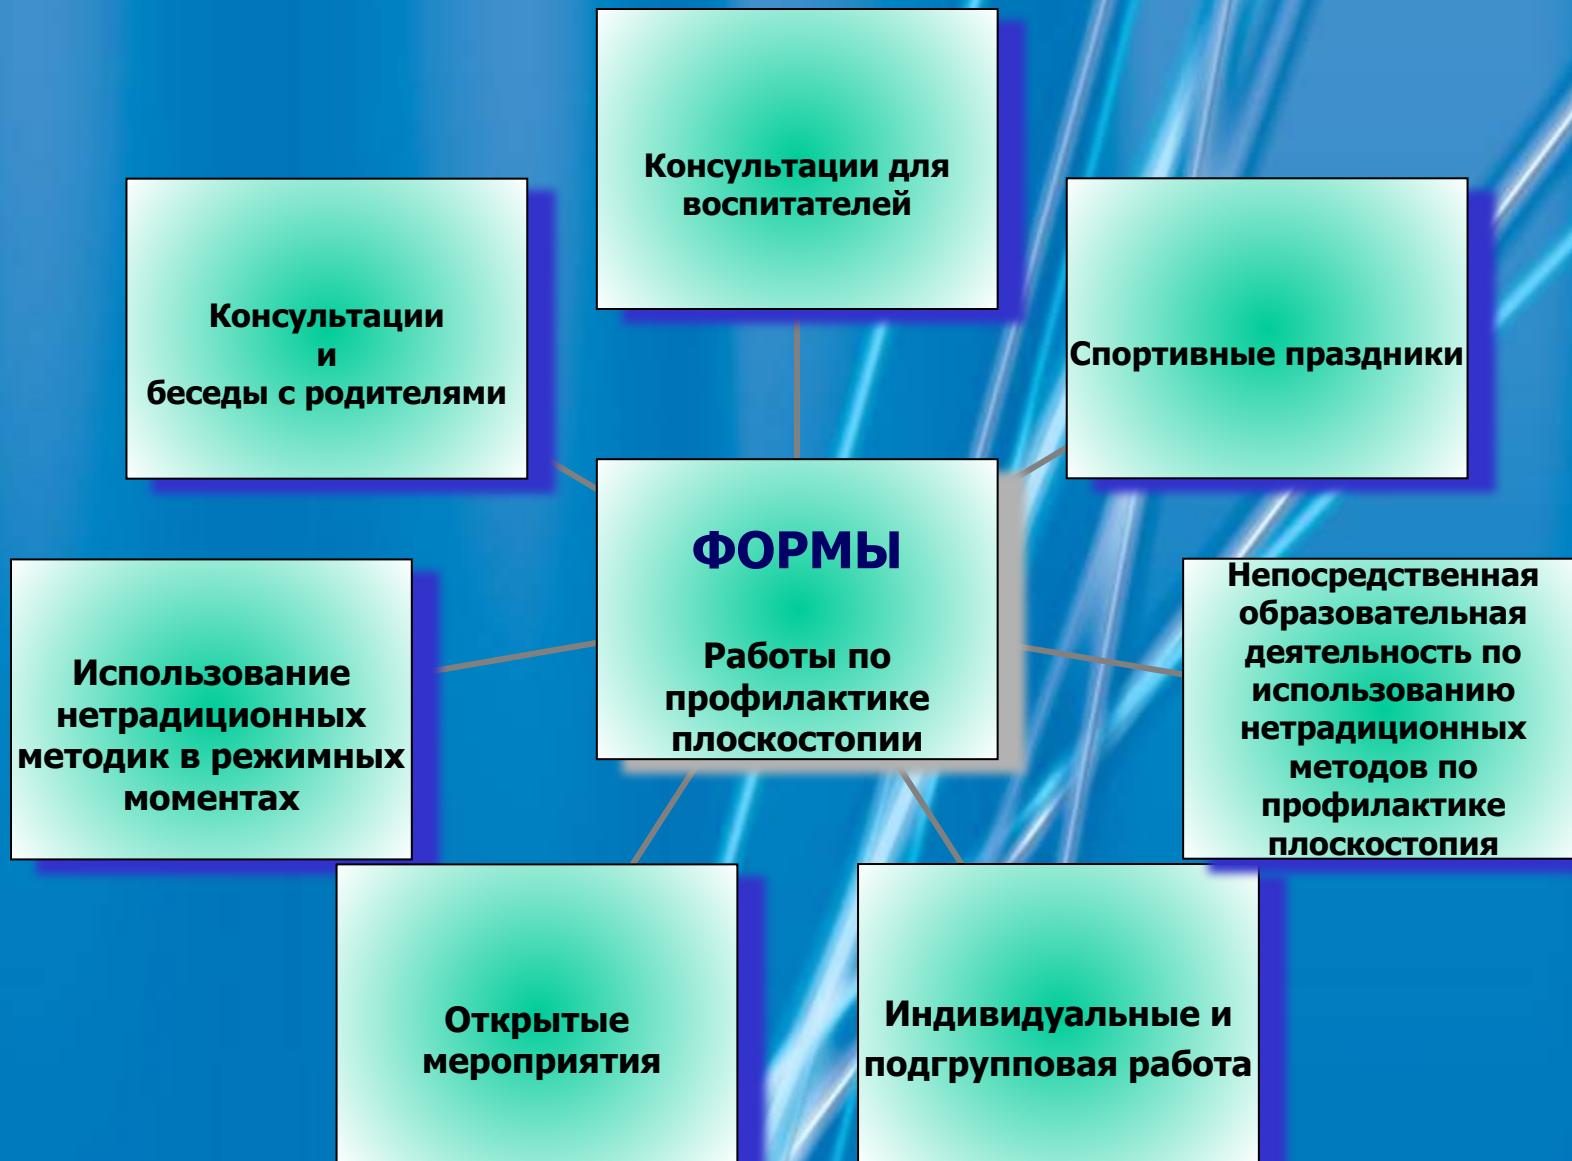 Консультации для
воспитателей
Консультации
и
беседы с родителями
Спортивные праздники
ФОРМЫ
Работы по
профилактике
плоскостопии
Использование
нетрадиционных
методик в режимных
моментах
Непосредственная
образовательная
деятельность по
использованию
нетрадиционных
методов по
профилактике
плоскостопия
Открытые
мероприятия
Индивидуальные и
подгрупповая работа